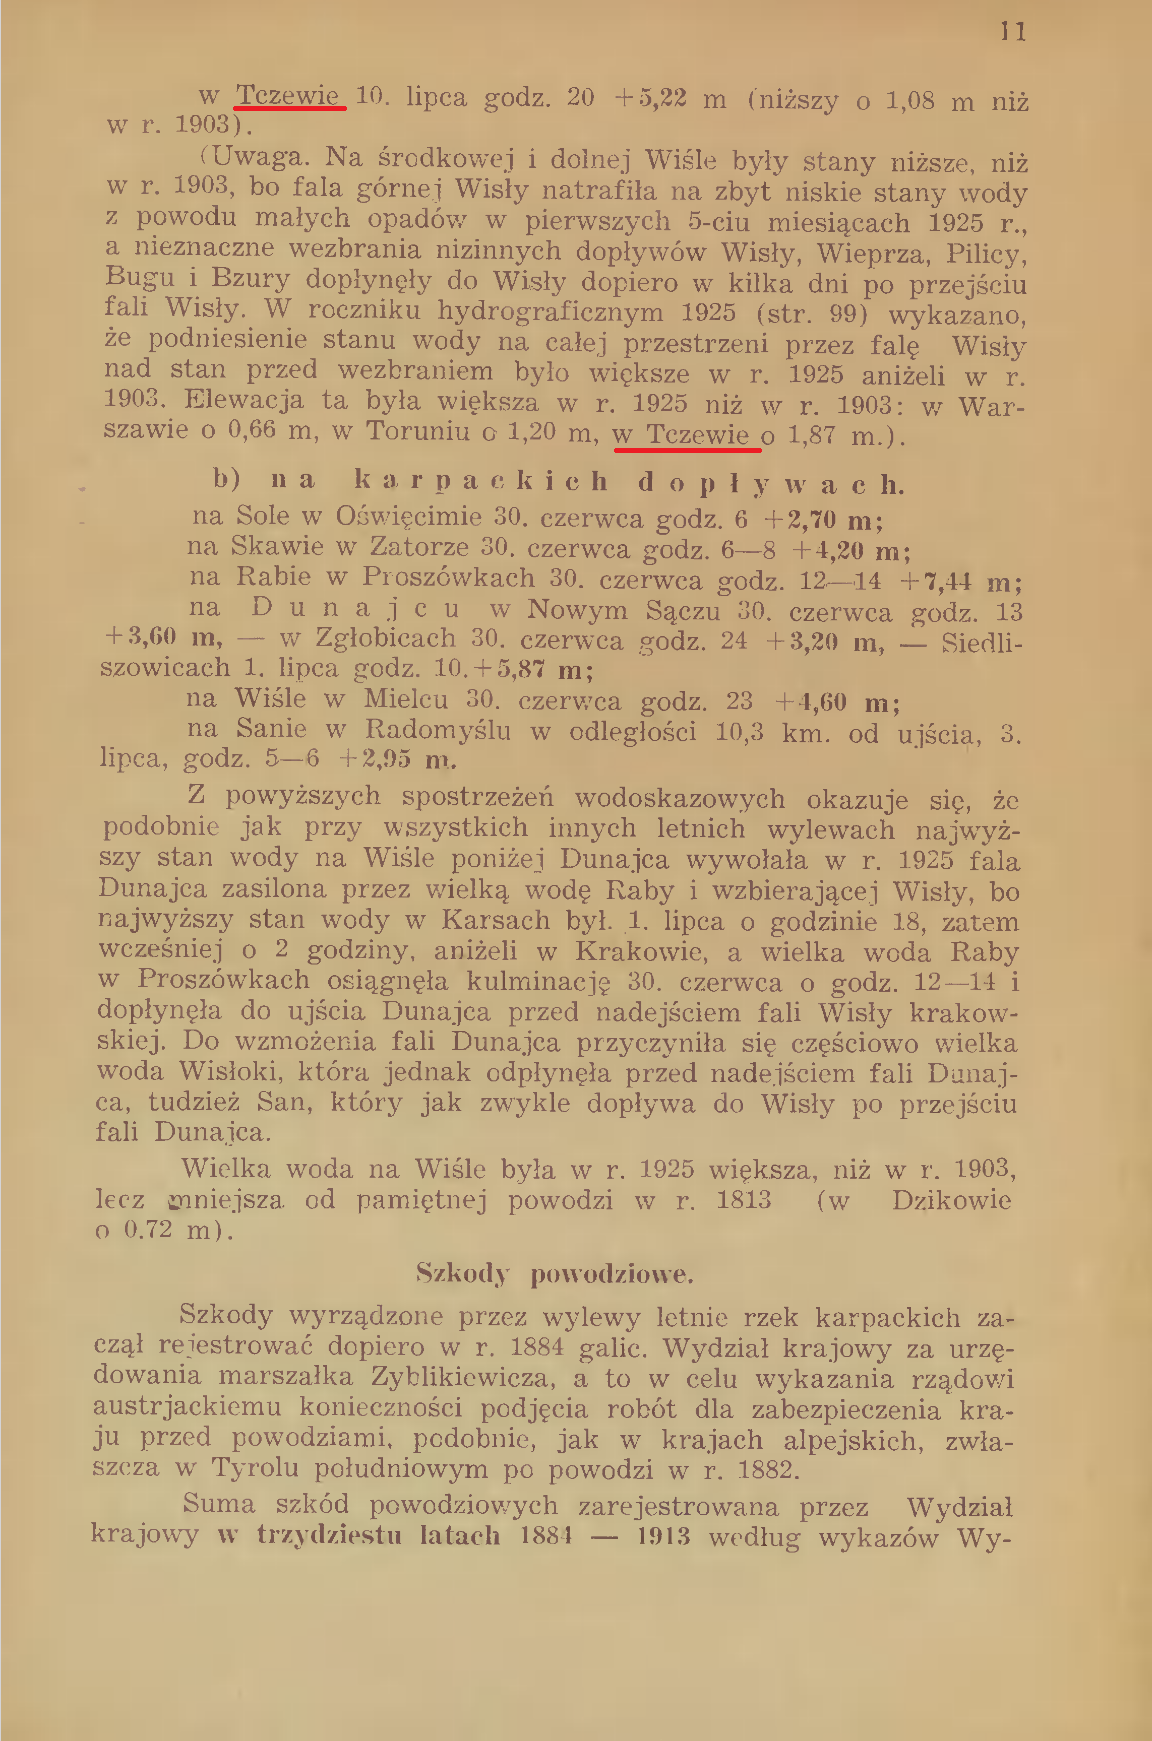 11
w Tczewie 10. lipca godz. 20 +5,22 m (niższy o 1,08 m niż
w r. 1903).
(Uwaga. Na środkowej i dolnej Wiśle były stany niższe, niż
w r. 1903, bo fala górnej Wisły natrafiła na zbyt niskie stany wody
z powodu małych opadów w pierwszych 5-ciu miesiącach 1925 r.,
a nieznaczne wezbrania nizinnych dopływów Wisły, Wieprza, Pilicy,
Bugu i Bzury dopłynęły do Wisły dopiero w kilka dni po przejściu
fali Wisły. W roczniku hydrograficznym 1925 (str. 99) wykazano,
że podniesienie stanu wody na całej przestrzeni przez falę Wisły
nad stan przed wezbraniem było większe w r. 1925 aniżeli w r.
1903. Elewacja ta była większa w r. 1925 niż w r. 1903: w War-
szawie o 0,66 m, w Toruniu o 1,20 m, w Tczewie o 1,87 m.).
b) na karpackich dopływach.
na Sole w Oświęcimie 30. czerwca godz. 6 +2,70 m;
na Skawie w Zatorze 30. czerwca godz. 6—8 +4,20 m;
na Rabie w Proszówkach 30. czerwca godz. 12—14 +7,44 m;
na Dunajcu w Nowym Sączu 30. czerwca godz. 13
+3,60 m, — w Zgłobicach 30. czerwca godz. 24 +3,20 m, — Siedli-
szowicach 1. lipca godz. 10.+5,87 m;
na Wiśle w Mielcu 30. czerwca godz. 23 +4,60 m;
na Sanie w Radomyślu w odległości 10,3 km. od ujścia, 3.
lipca, godz. 5—6 +2,95 m.
Z powyższych spostrzeżeń wodoskazowych okazuje się, że
podobnie jak przy wszystkich innych letnich wylewach najwyż-
szy stan wody na Wiśle poniżej Dunajca wywołała w r. 1925 fala
Dunajca zasilona przez wielką wodę Raby i wzbierającej Wisły, bo
najwyższy stan wody w Karsach był. 1. lipca o godzinie 18, zatem
wcześniej o 2 godziny, aniżeli w Krakowie, a wielka woda Raby
w Proszówkach osiągnęła kulminację 30. czerwca o godz. 12—14 i
dopłynęła do ujścia Dunajca przed nadejściem fali Wisły krakow-
skiej. Do wzmożenia fali Dunajca przyczyniła się częściowo wielka
woda Wisłoki, która jednak odpłynęła przed nadejściem fali Dunaj-
ca, tudzież San, który jak zwykle dopływa do Wisły po przejściu
fali Dunajca.
Wielka woda na Wiśle była w r. 1925 większa, niż w r. 1903,
lecz mniejsza od pamiętnej powodzi w r. 1813 (w Dzikowie
o 0.72 m).
Szkody powodziowe.
Szkody wyrządzone przez wylewy letnie rzek karpackich za-
czął rejestrować dopiero w r. 1884 galic. Wydział krajowy za urzę-
dowania marszałka Zyblikiewicza, a to w celu wykazania rządowi
austrjackiemu konieczności podjęcia robót dla zabezpieczenia kra-
ju przed powodziami, podobnie, jak w krajach alpejskich, zwła-
szcza w Tyrolu południowym po powodzi w r. 1882.
Suma szkód powodziowych zarejestrowana przez Wydział
krajowy w trzydziestu latach 1884 — 1913 według wykazów Wy-